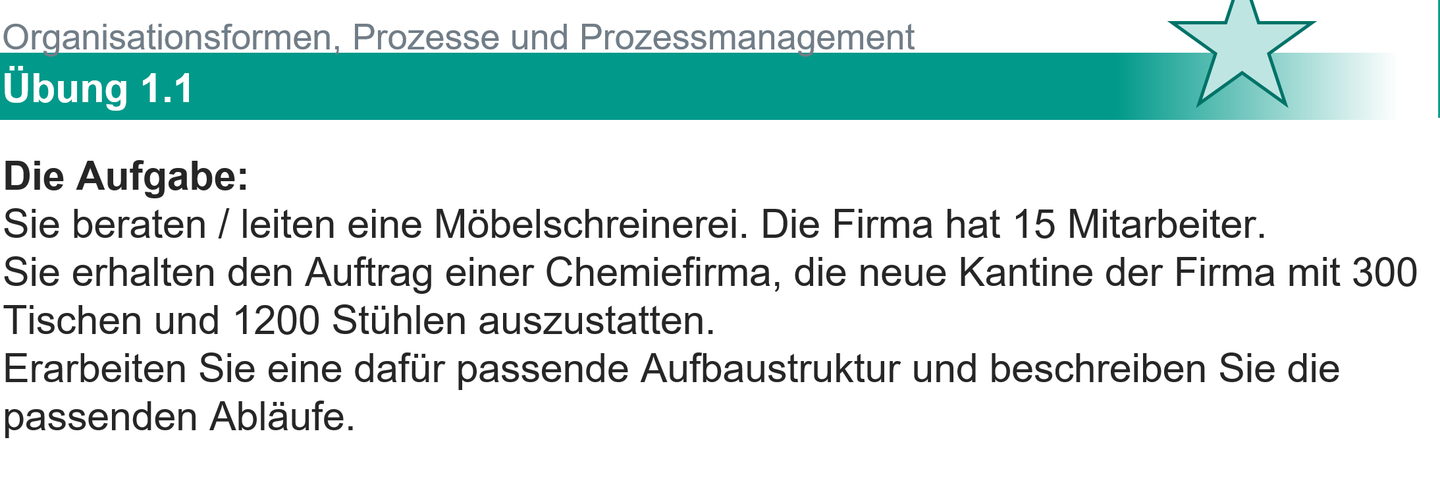 Organisationsformen, Prozesse und Prozessmanagement
Übung 1.1
Die Aufgabe:
Sie beraten / leiten eine Möbelschreinerei. Die Firma hat 15 Mitarbeiter.
Sie erhalten den Auftrag einer Chemiefirma, die neue Kantine der Firma mit 300
Tischen und 1200 Stühlen auszustatten.
Erarbeiten Sie eine dafür passende Aufbaustruktur und beschreiben Sie die
passenden Abläufe.